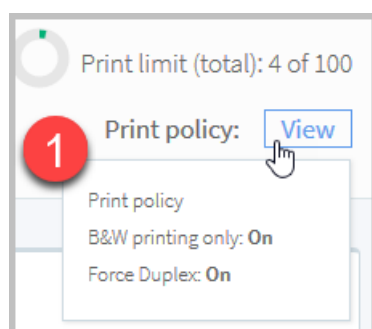 Print limit (total): 4 of 100
Print policy: View
1
Print policy
B&W printing only: On
Force Duplex: On